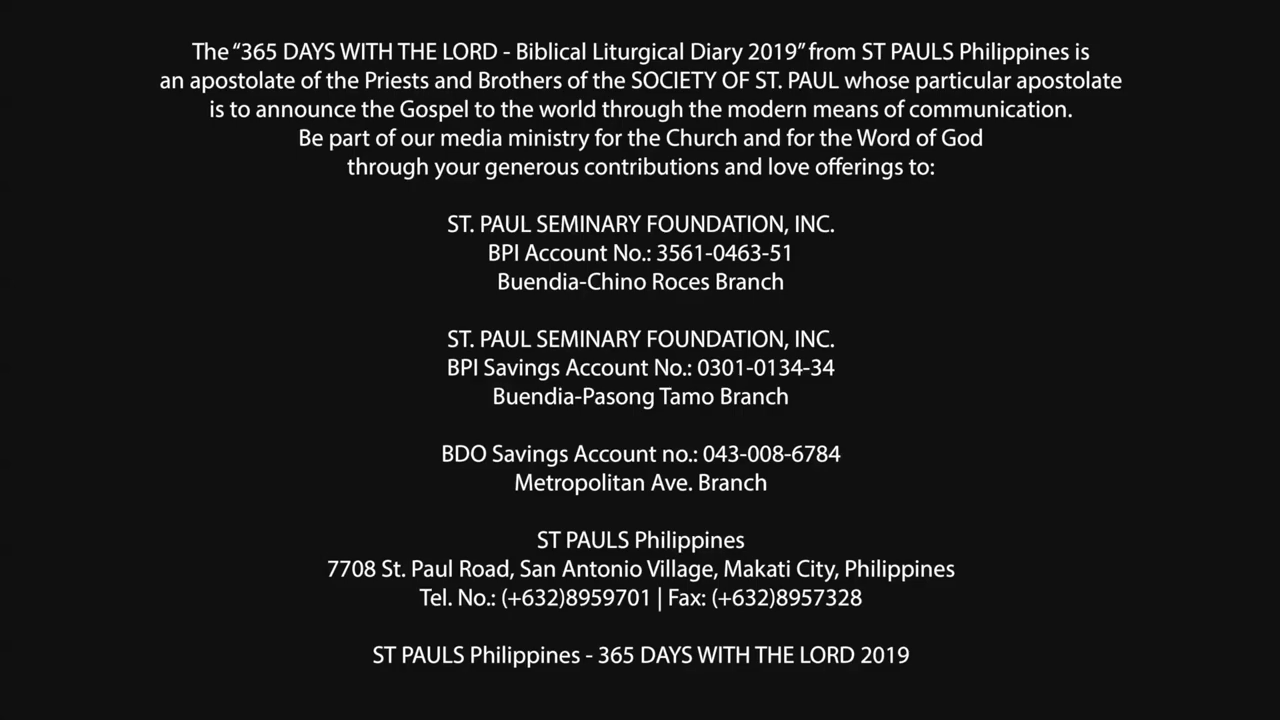 The “365 DAYS WITH THE LORD - Biblical Liturgical Diary 2019” from ST PAULS Philippines is
an apostolate of the Priests and Brothers of the SOCIETY OF ST. PAUL whose particular apostolate
is to announce the Gospel to the world through the modern means of communication.
Be part of our media ministry for the Church and for the Word of God
through your generous contributions and love offerings to:
ST. PAUL SEMINARY FOUNDATION, INC.
BPI Account No.: 3561-0463-51
Buendia-Chino Roces Branch
ST. PAUL SEMINARY FOUNDATION, INC.
BPI Savings Account No.: 0301-0134-34
Buendia-Pasong Tamo Branch
BDO Savings Account no.: 043-008-6784
Metropolitan Ave. Branch
ST PAULS Philippines
7708 St. Paul Road, San Antonio Village, Makati City, Philippines
Tel. No.: (+632)8959701 | Fax: (+632)8957328
ST PAULS Philippines - 365 DAYS WITH THE LORD 2019